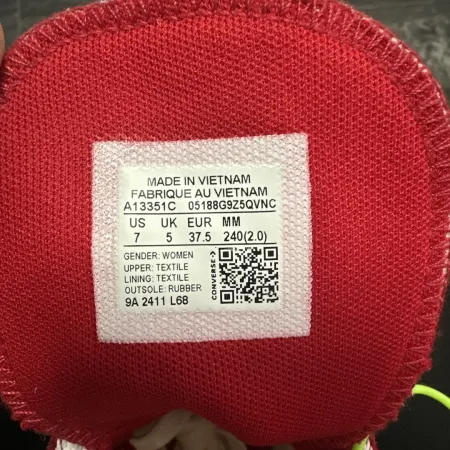 MADE IN VIETNAM
FABRIQUE AU VIETNAM
A13351C 05188G9Z5QVNC
US UK EUR MM
7 5 37.5 240(2.0)
GENDER: WOMEN
UPPER: TEXTILE
LINING: TEXTILE
OUTSOLE: RUBBER
9A 2411 L68
CONVERSE